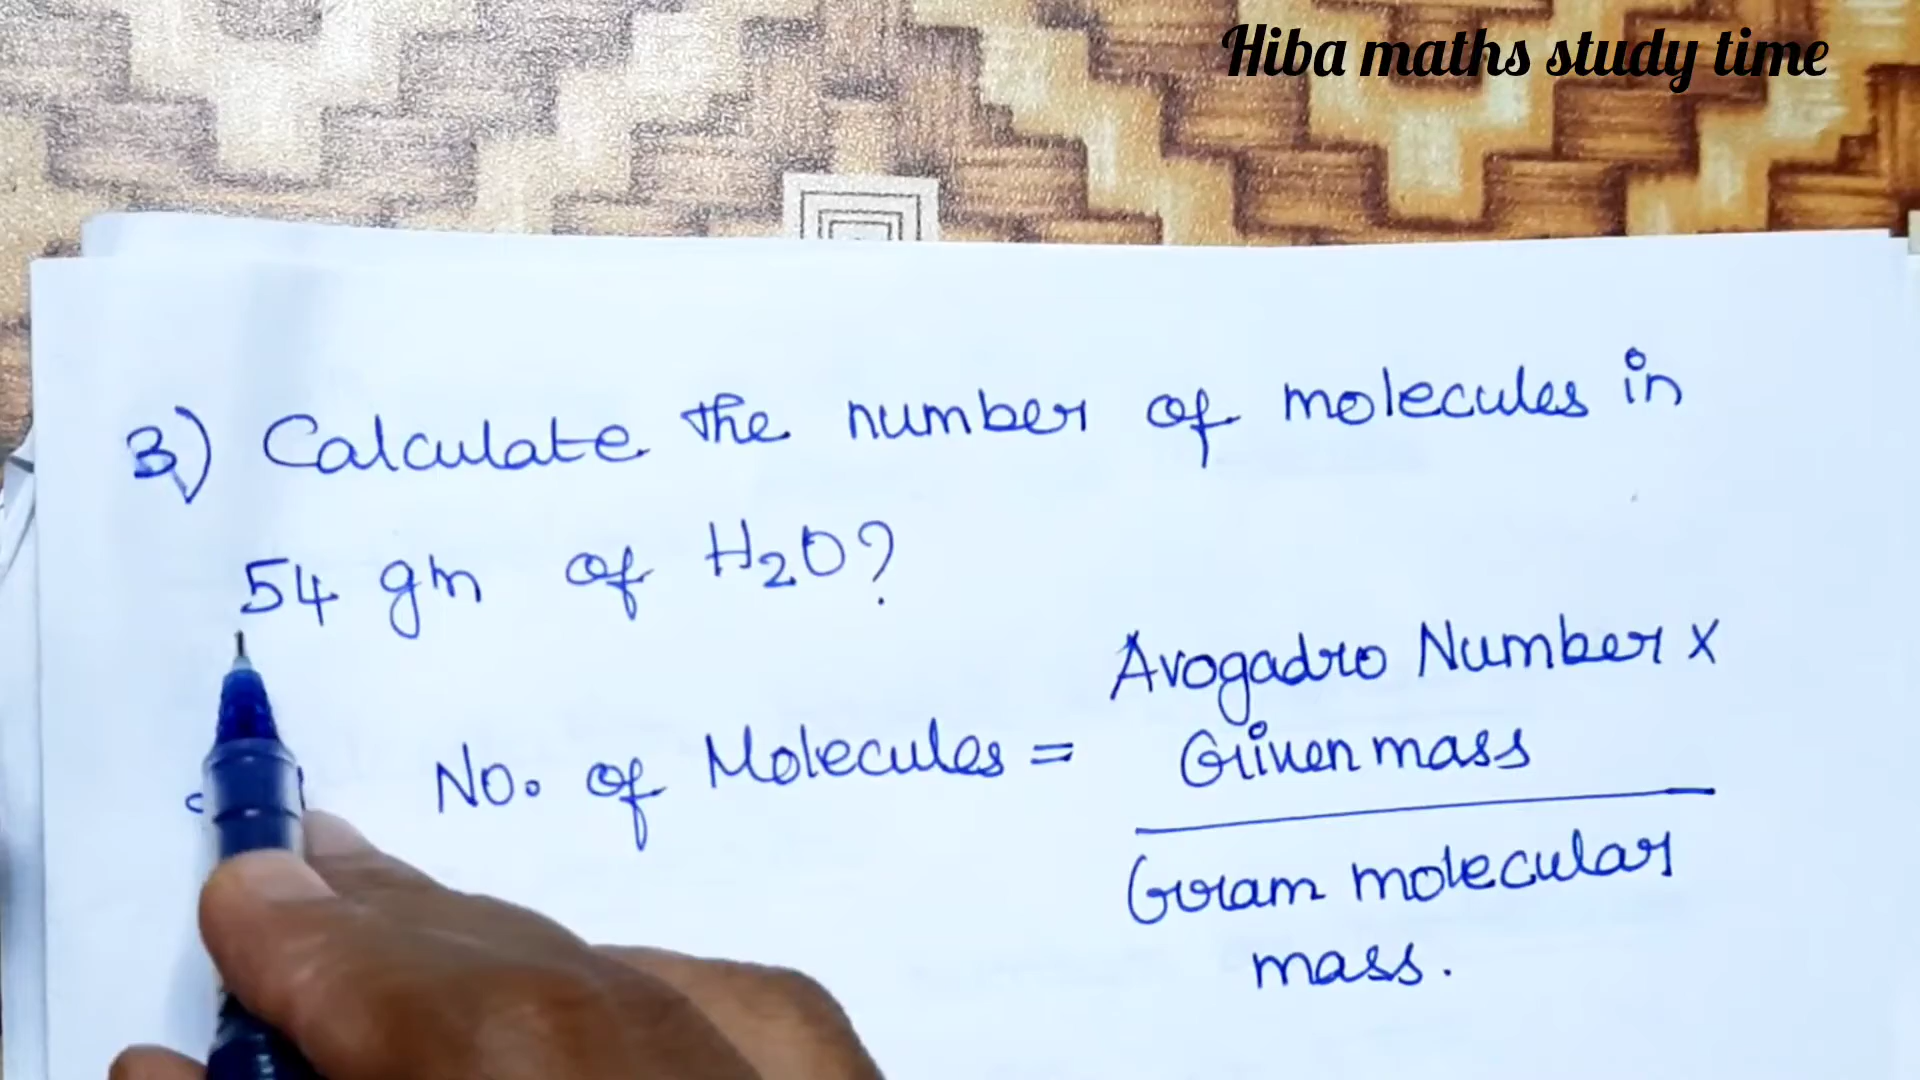 Hiba maths study time
3) Calculate the number of molecules in
54 gm of H2O?
Avogadro Number x
No. of Molecules = Given mass
Gram molecular
mass.